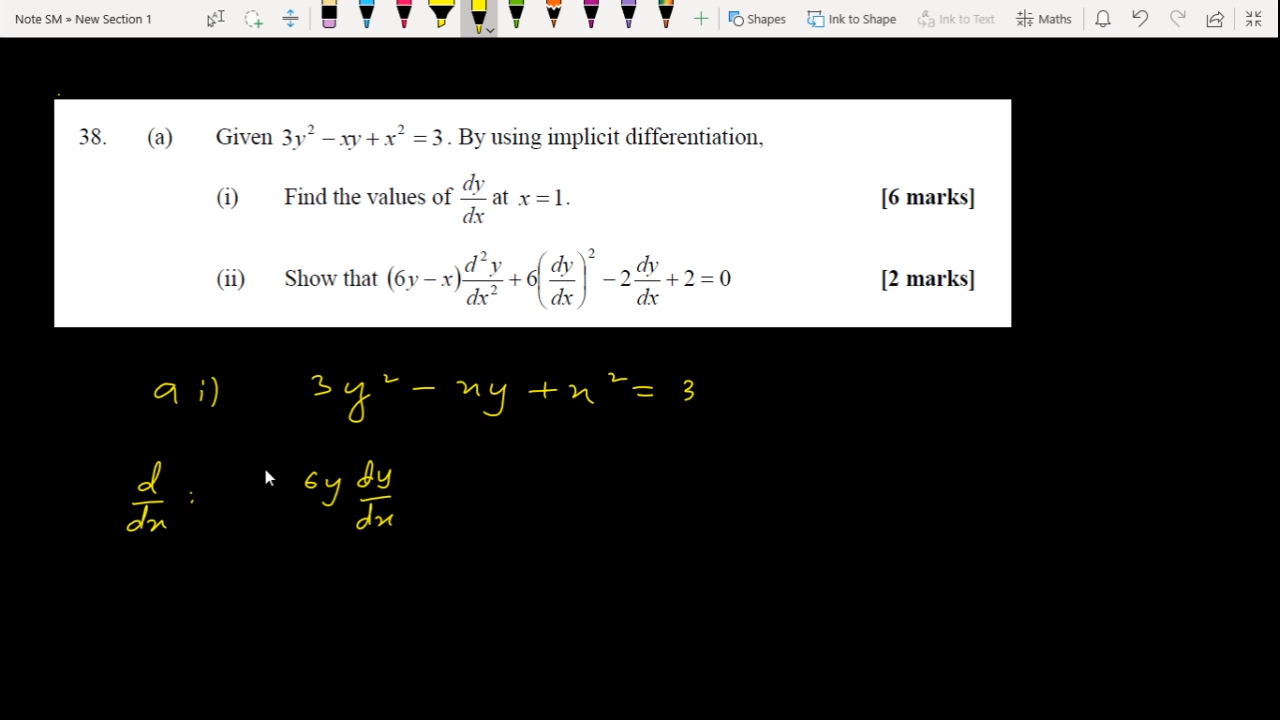 Note SM » New Section 1 Shapes Ink to Shape Ink to Text Maths
38. (a) Given 3y² − xy + x² = 3. By using implicit differentiation,
(i) Find the values of dy/dx at x = 1. [6 marks]
(ii) Show that (6y − x) d²y/dx² + 6(dy/dx)² − 2 dy/dx + 2 = 0 [2 marks]
a i) 3y² − xy + x² = 3
d/dx : 6y dy/dx